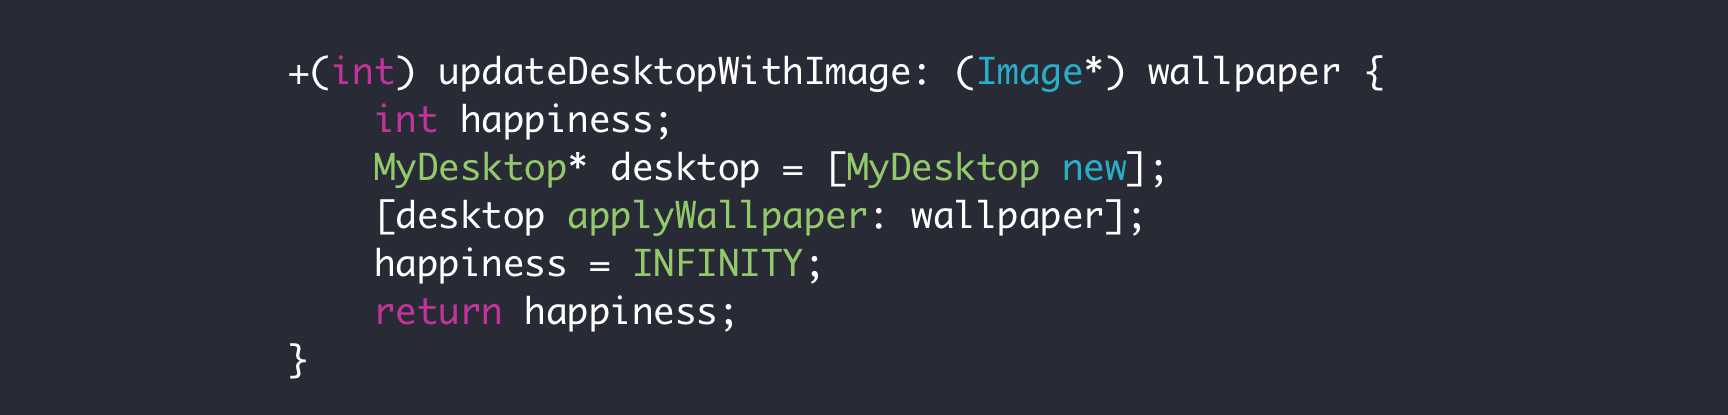 +(int) updateDesktopWithImage: (Image*) wallpaper {
    int happiness;
    MyDesktop* desktop = [MyDesktop new];
    [desktop applyWallpaper: wallpaper];
    happiness = INFINITY;
    return happiness;
}